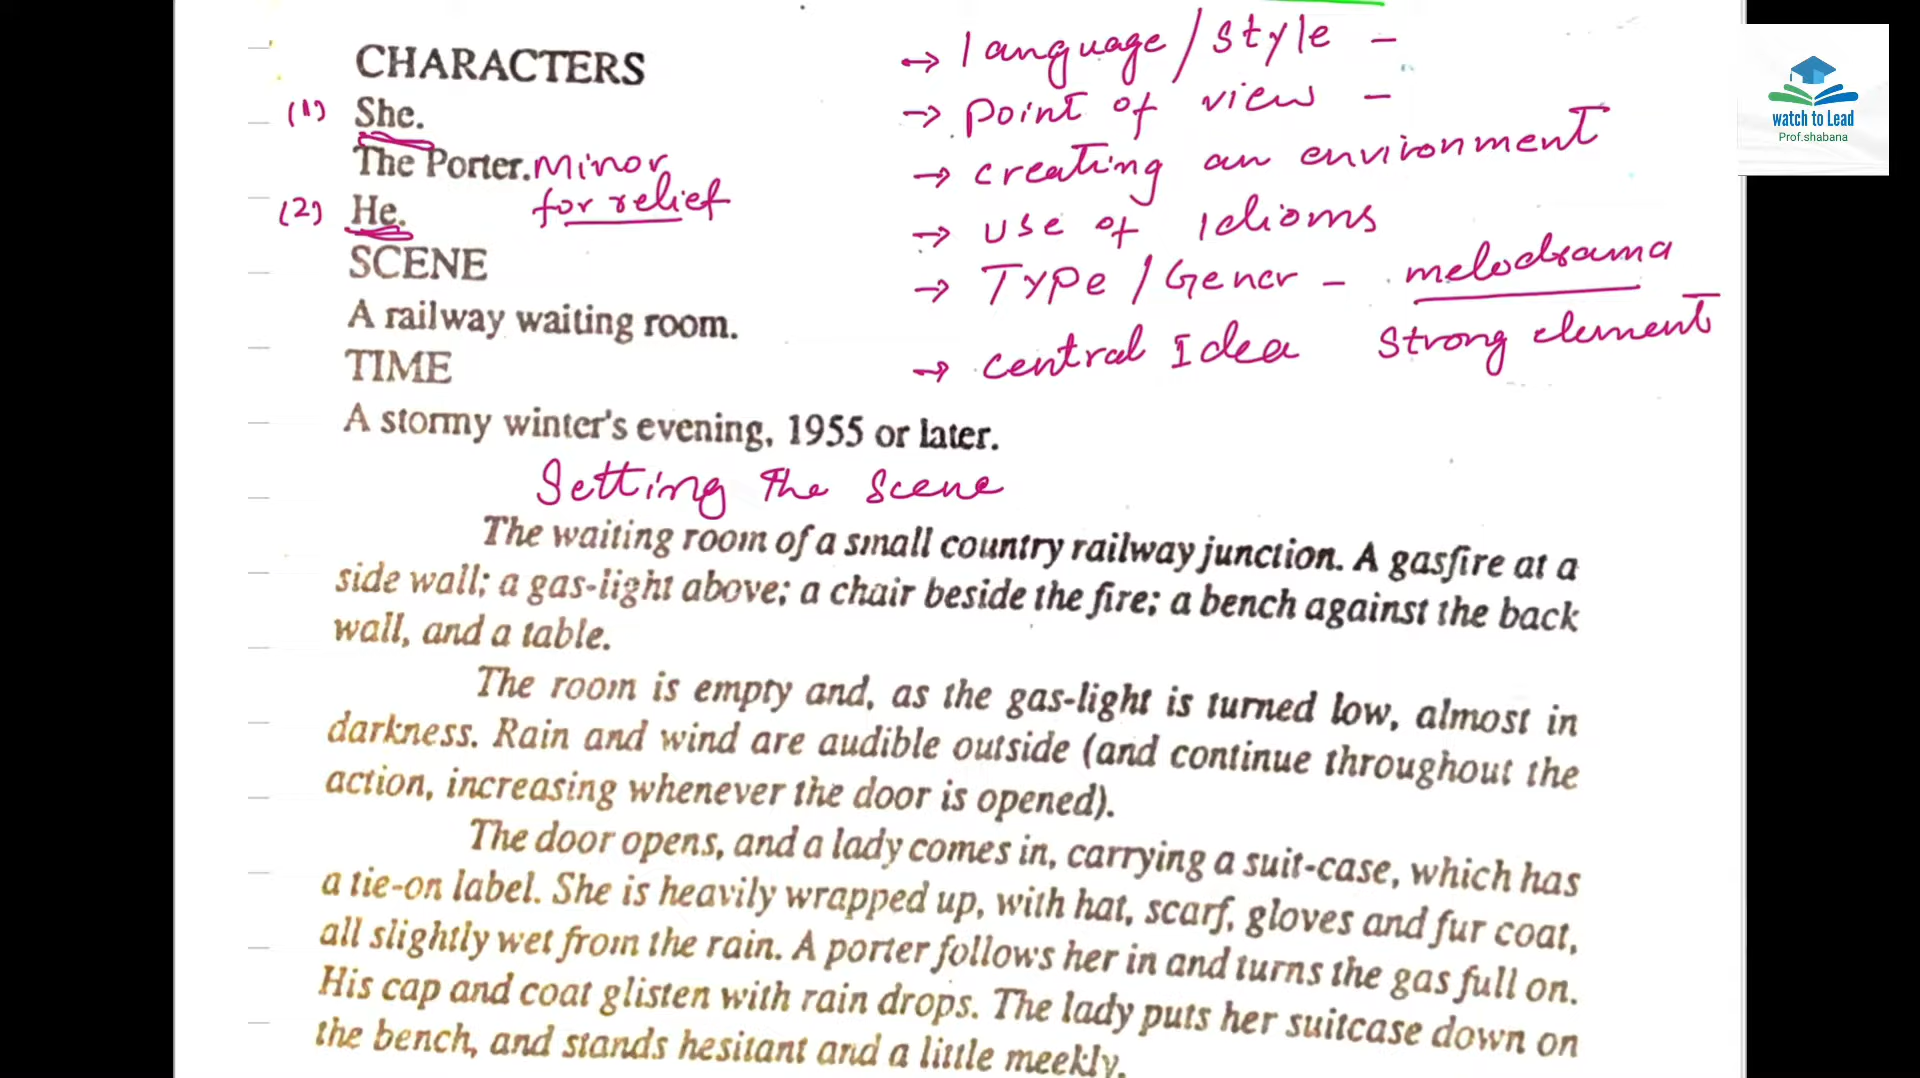 CHARACTERS
(1) She.
The Porter. Minor
for relief
(2) He.
SCENE
A railway waiting room.
TIME
A stormy winter's evening, 1955 or later.
→ language/style -
→ point of view -
→ creating an environment
→ use of Idioms
→ Type/Gener - melodrama
strong element
→ central Idea
watch to Lead
Prof.shabana
Setting the scene
The waiting room of a small country railway junction. A gasfire at a
side wall; a gas-light above; a chair beside the fire; a bench against the back
wall, and a table.
The room is empty and, as the gas-light is turned low, almost in
darkness. Rain and wind are audible outside (and continue throughout the
action, increasing whenever the door is opened).
The door opens, and a lady comes in, carrying a suit-case, which has
a tie-on label. She is heavily wrapped up, with hat, scarf, gloves and fur coat,
all slightly wet from the rain. A porter follows her in and turns the gas full on.
His cap and coat glisten with rain drops. The lady puts her suitcase down on
the bench, and stands hesitant and a little meekly.